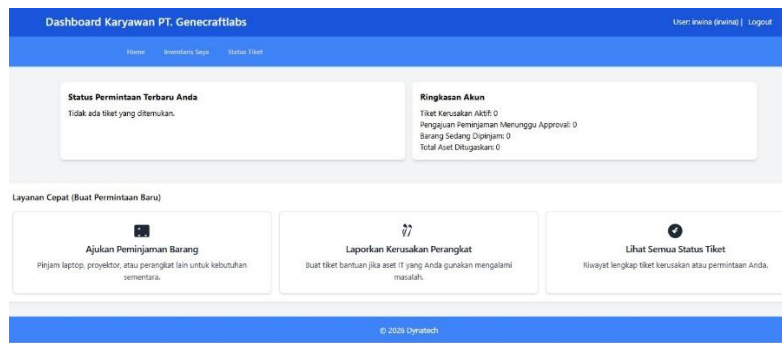 Dashboard Karyawan PT. Genecraftlabs
User: irwina (irwina) | Logout
Home Inventaris Saya Status Tiket
Status Permintaan Terbaru Anda
Tidak ada tiket yang ditemukan.
Ringkasan Akun
Tiket Kerusakan Aktif: 0
Pengajuan Peminjaman Menunggu Approval: 0
Barang Sedang Dipinjam: 0
Total Aset Ditugaskan: 0
Layanan Cepat (Buat Permintaan Baru)
Ajukan Peminjaman Barang
Pinjam laptop, proyektor, atau perangkat lain untuk kebutuhan
sementara.
Laporkan Kerusakan Perangkat
Buat tiket bantuan jika aset IT yang Anda gunakan mengalami
masalah.
Lihat Semua Status Tiket
Riwayat lengkap tiket kerusakan atau permintaan Anda.
© 2026 Dynatech